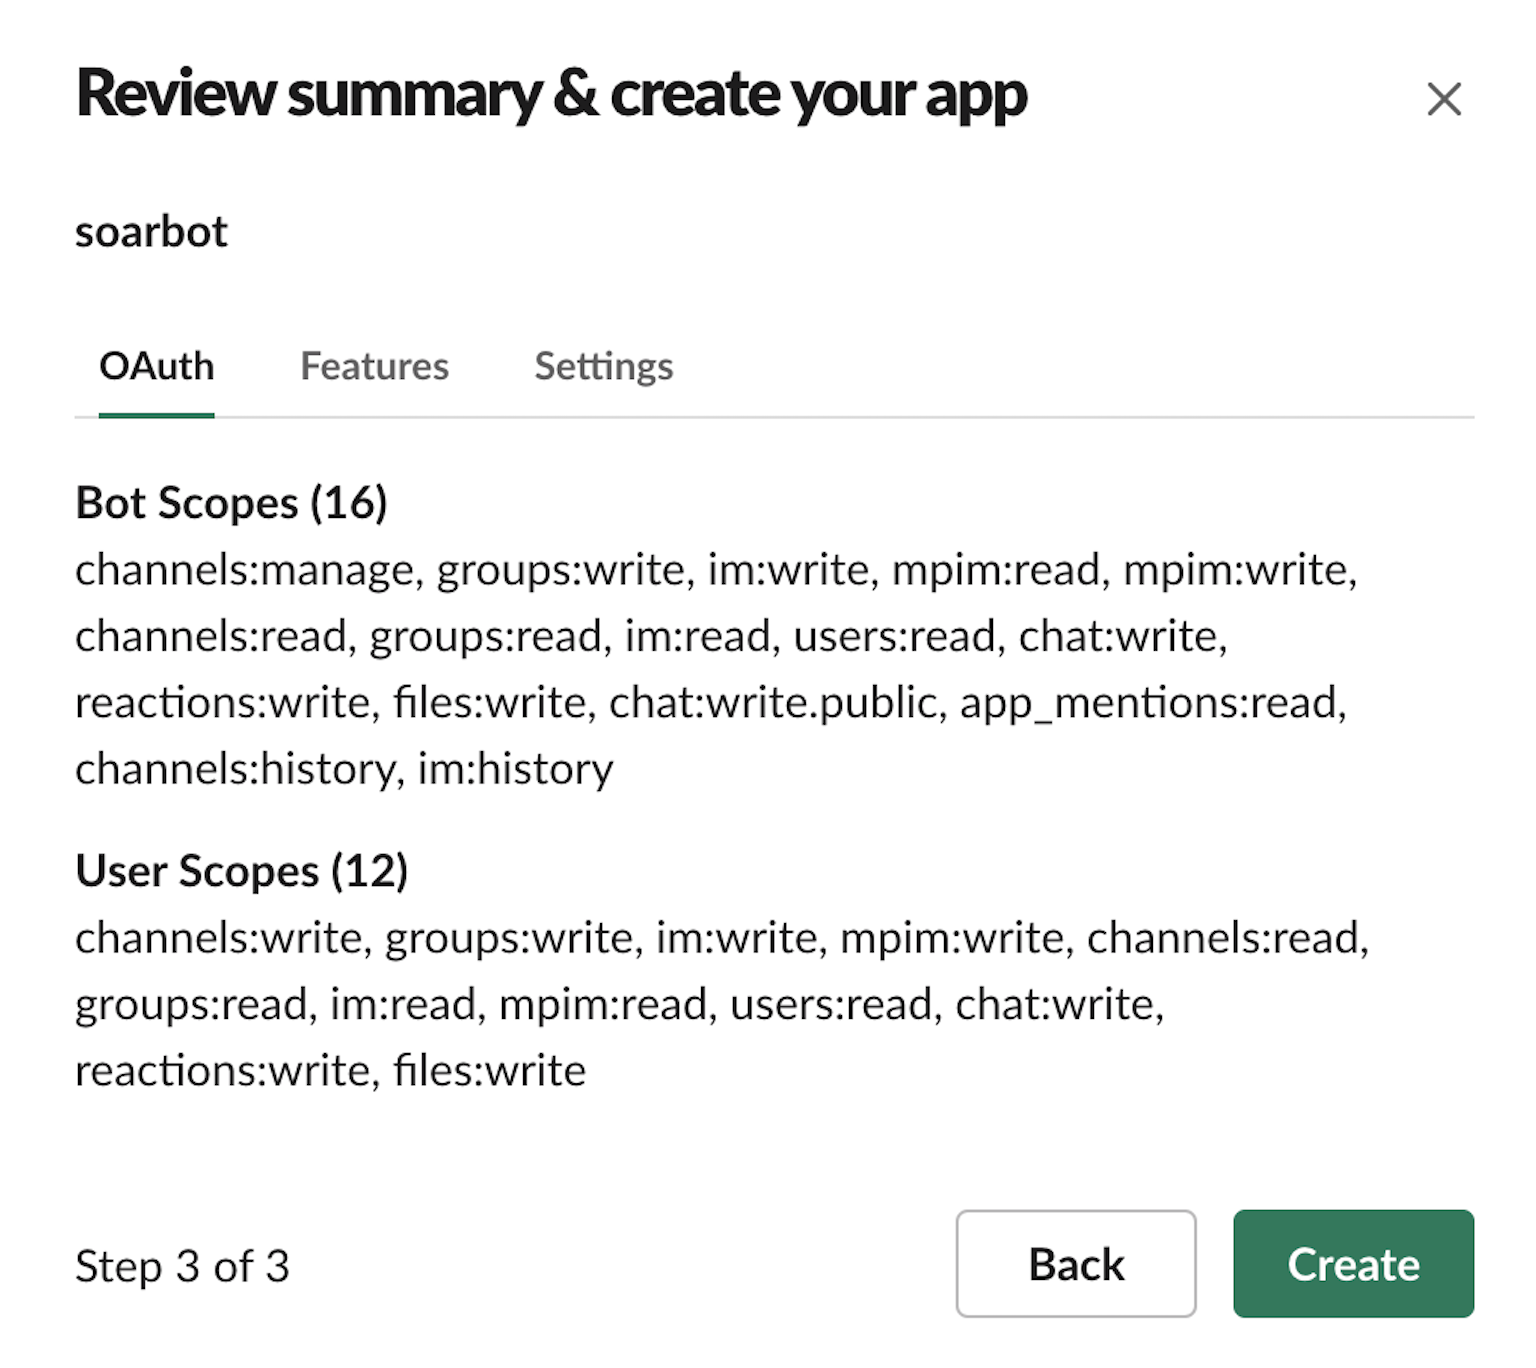 Review summary & create your app
soarbot
OAuth Features Settings
Bot Scopes (16)
channels:manage, groups:write, im:write, mpim:read, mpim:write,
channels:read, groups:read, im:read, users:read, chat:write,
reactions:write, files:write, chat:write.public, app_mentions:read,
channels:history, im:history
User Scopes (12)
channels:write, groups:write, im:write, mpim:write, channels:read,
groups:read, im:read, mpim:read, users:read, chat:write,
reactions:write, files:write
Step 3 of 3 Back Create